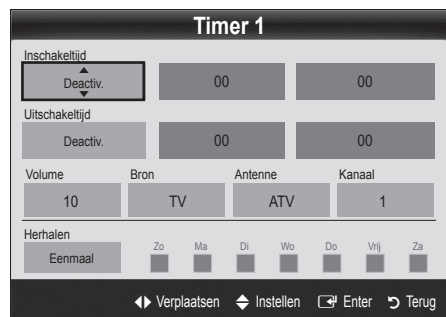 Timer 1
Inschakeltijd
Deactiv. 00 00
Uitschakeltijd
Deactiv. 00 00
Volume Bron Antenne Kanaal
10 TV ATV 1
Herhalen
Zo Ma Di Wo Do Vrij Za
Eenmaal
Verplaatsen Instellen Enter Terug